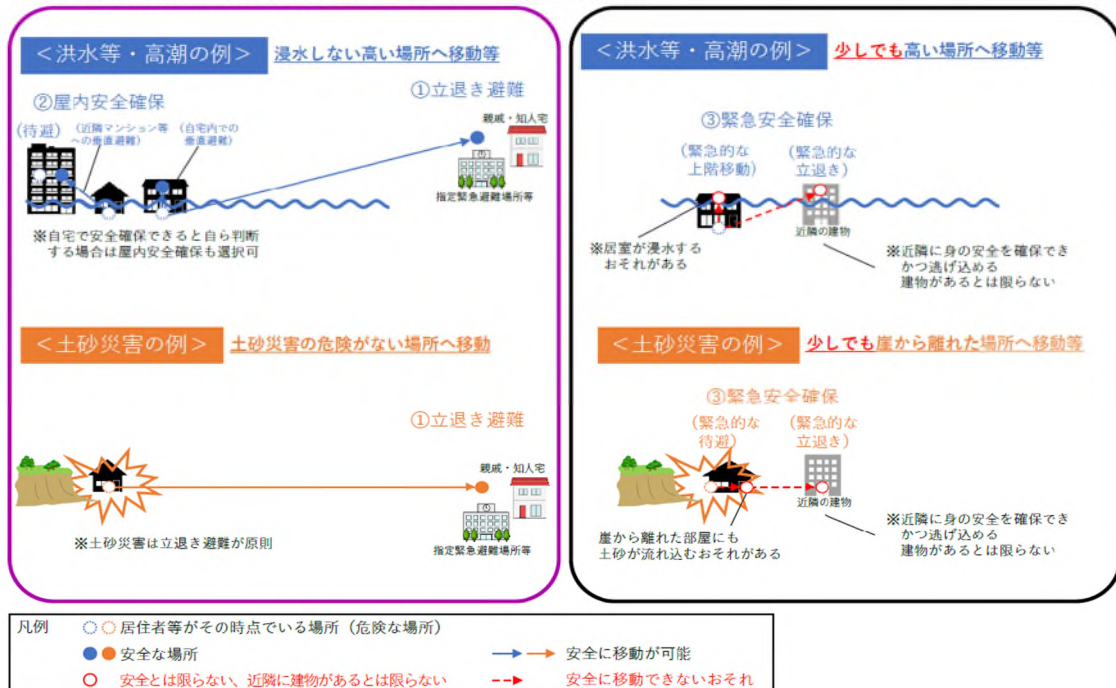 <洪水等・高潮の例>
浸水しない高い場所へ移動等
①立退き避難
②屋内安全確保
(待避)
(近隣マンション等
への垂直避難)
(自宅内での
垂直避難)
親戚・知人宅
指定緊急避難場所等
※自宅で安全確保できると自ら判断
する場合は屋内安全確保も選択可
<土砂災害の例>
土砂災害の危険がない場所へ移動
①立退き避難
親戚・知人宅
指定緊急避難場所等
※土砂災害は立退き避難が原則
<洪水等・高潮の例>
少しでも高い場所へ移動等
③緊急安全確保
(緊急的な
上階移動)
(緊急的な
立退き)
近隣の建物
※居室が浸水する
おそれがある
※近隣に身の安全を確保でき
かつ逃げ込める
建物があるとは限らない
<土砂災害の例>
少しでも崖から離れた場所へ移動等
③緊急安全確保
(緊急的な
待避)
(緊急的な
立退き)
近隣の建物
崖から離れた部屋にも
土砂が流れ込むおそれがある
※近隣に身の安全を確保でき
かつ逃げ込める
建物があるとは限らない
凡例
居住者等がその時点でいる場所(危険な場所)
安全な場所
安全に移動が可能
安全とは限らない、近隣に建物があるとは限らない
安全に移動できないおそれ